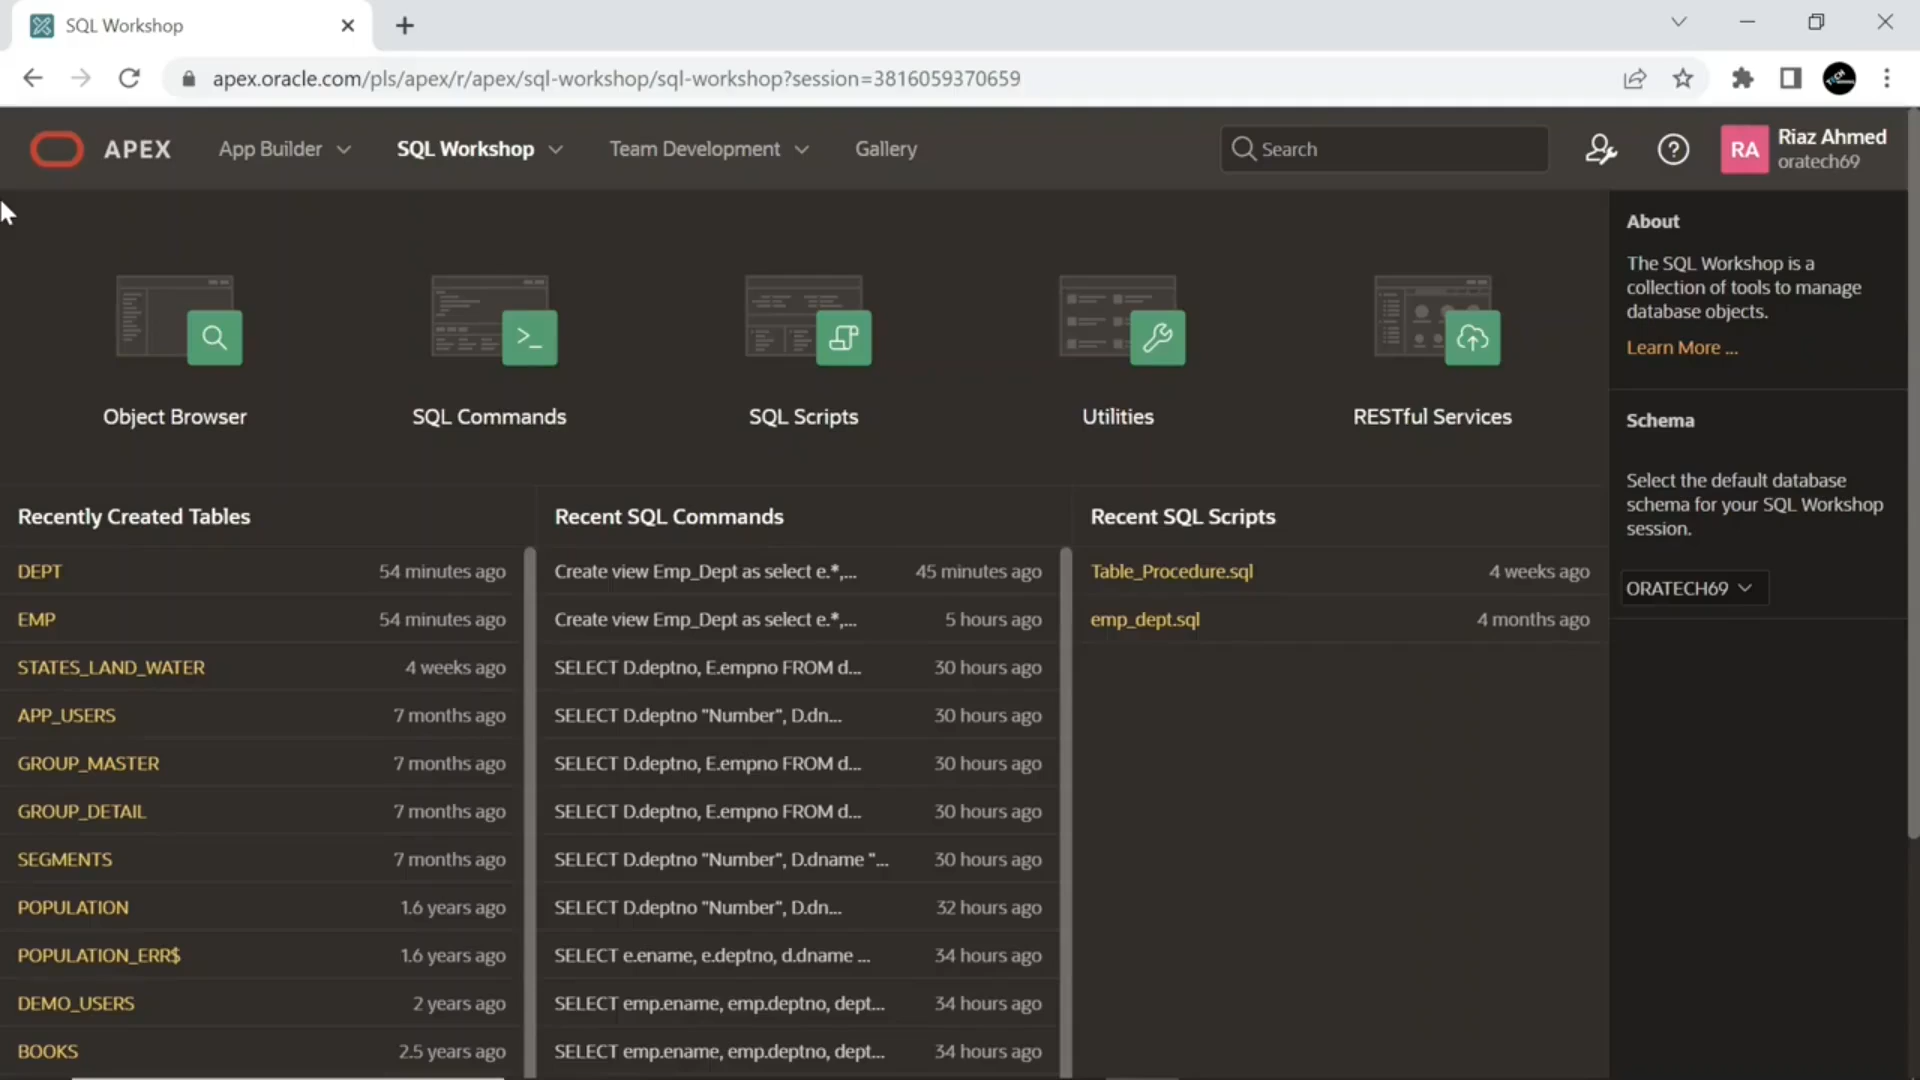 SQL Workshop
apex.oracle.com/pls/apex/r/apex/sql-workshop/sql-workshop?session=3816059370659
APEX
App Builder
SQL Workshop
Team Development
Gallery
Search
RA
Riaz Ahmed
oratech69
Object Browser
SQL Commands
SQL Scripts
Utilities
RESTful Services
About
The SQL Workshop is a
collection of tools to manage
database objects.
Learn More ...
Schema
Select the default database
schema for your SQL Workshop
session.
ORATECH69
Recently Created Tables
DEPT 54 minutes ago
EMP 54 minutes ago
STATES_LAND_WATER 4 weeks ago
APP_USERS 7 months ago
GROUP_MASTER 7 months ago
GROUP_DETAIL 7 months ago
SEGMENTS 7 months ago
POPULATION 1.6 years ago
POPULATION_ERR$ 1.6 years ago
DEMO_USERS 2 years ago
BOOKS 2.5 years ago
Recent SQL Commands
Create view Emp_Dept as select e.*,... 45 minutes ago
Create view Emp_Dept as select e.*,... 5 hours ago
SELECT D.deptno, E.empno FROM d... 30 hours ago
SELECT D.deptno "Number", D.dn... 30 hours ago
SELECT D.deptno, E.empno FROM d... 30 hours ago
SELECT D.deptno, E.empno FROM d... 30 hours ago
SELECT D.deptno "Number", D.dname "... 30 hours ago
SELECT D.deptno "Number", D.dn... 32 hours ago
SELECT e.ename, e.deptno, d.dname ... 34 hours ago
SELECT emp.ename, emp.deptno, dept... 34 hours ago
SELECT emp.ename, emp.deptno, dept... 34 hours ago
Recent SQL Scripts
Table_Procedure.sql 4 weeks ago
emp_dept.sql 4 months ago